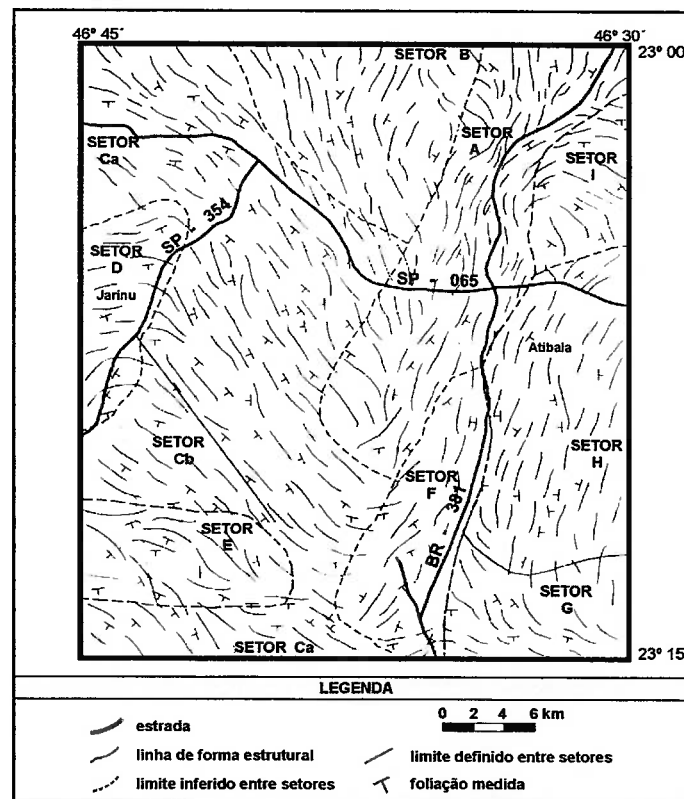 46° 45´
46° 30´
23° 00
SETOR B
SETOR
A
SETOR
Ca
SETOR
I
SP - 354
SETOR
D
Jarinu
SP - 065
Atibaia
SETOR
Cb
SETOR
H
SETOR
F
BR - 381
SETOR
E
SETOR
G
SETOR Ca
23° 15
LEGENDA
estrada
0 2 4 6 km
linha de forma estrutural
limite definido entre setores
limite inferido entre setores
foliação medida